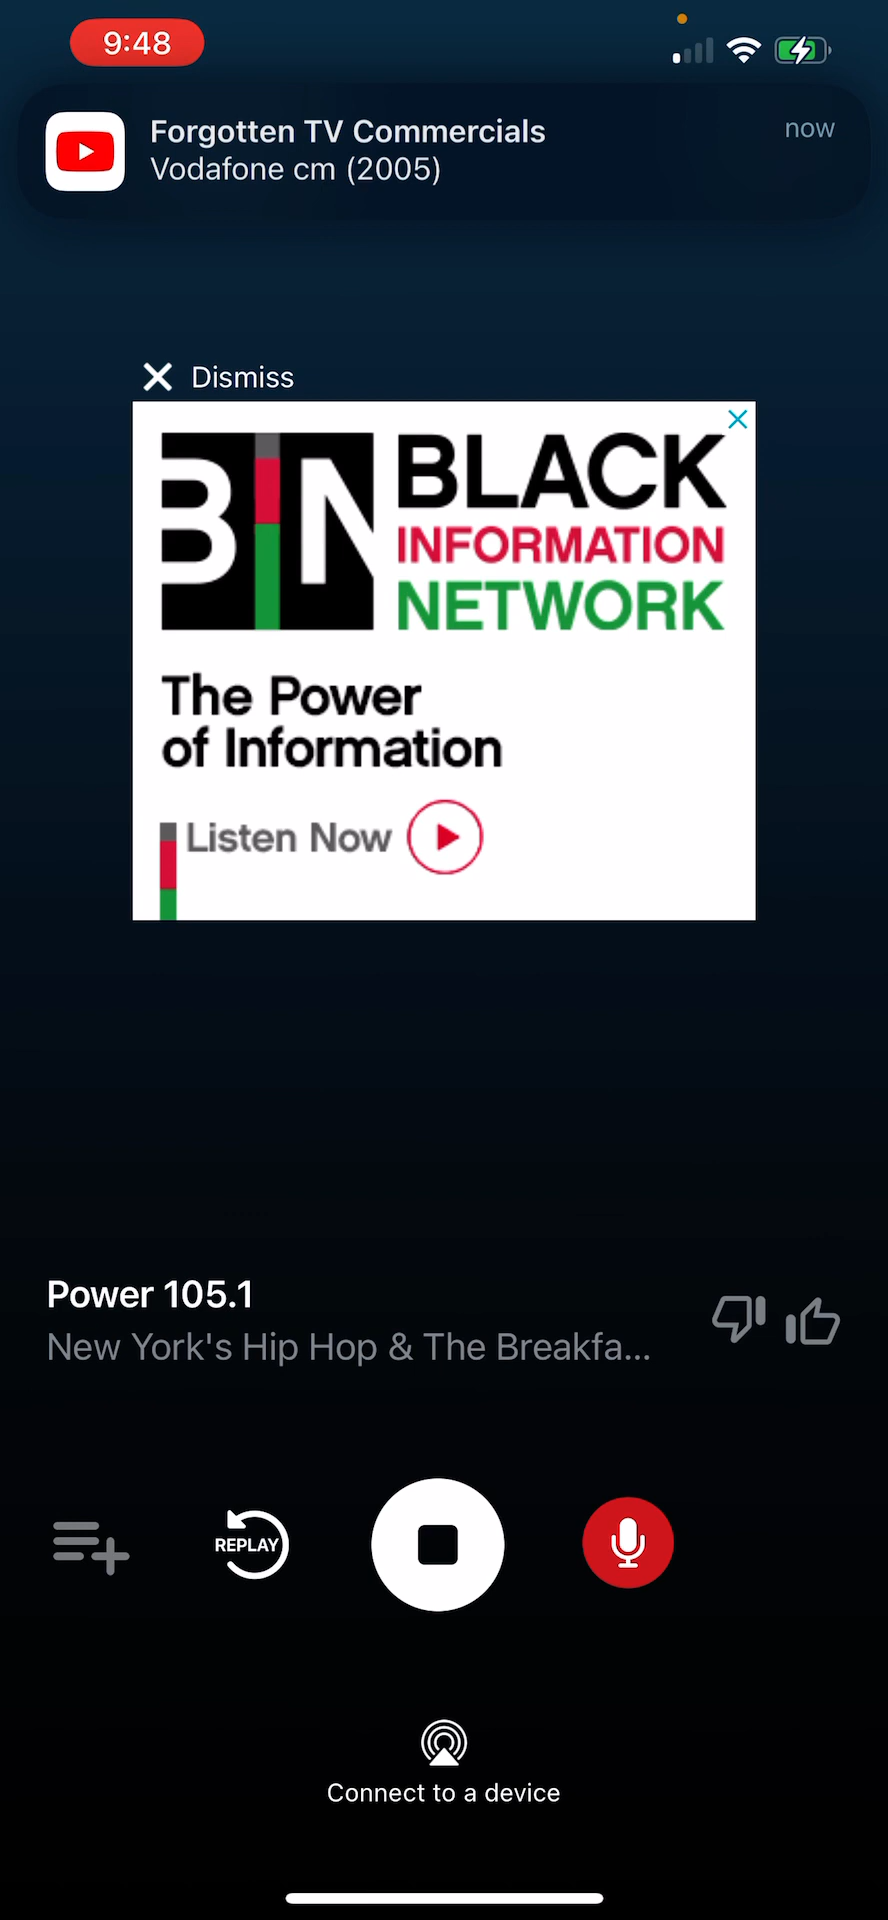 9:48
Forgotten TV Commercials
now
Vodafone cm (2005)
Dismiss
BIN
BLACK
INFORMATION
NETWORK
The Power
of Information
Listen Now
Power 105.1
New York's Hip Hop & The Breakfa...
REPLAY
Connect to a device